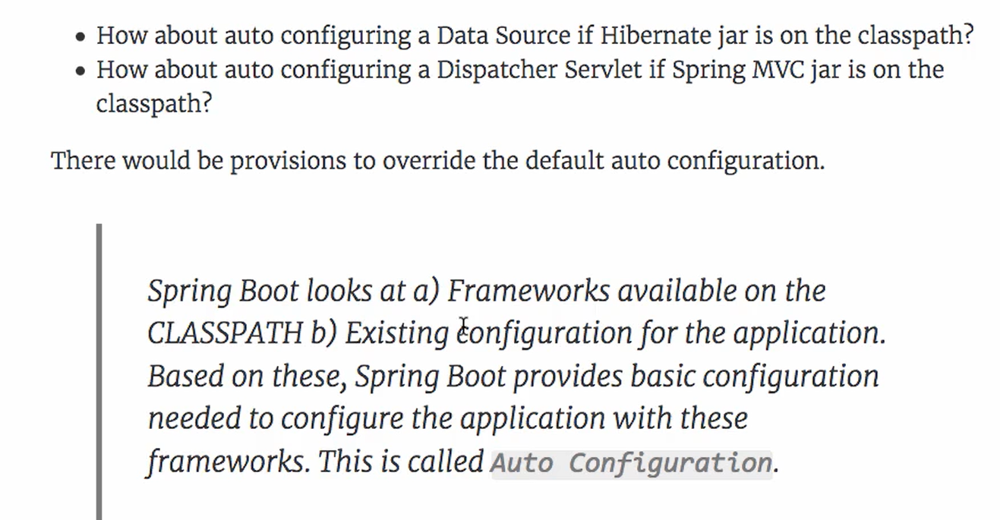 • How about auto configuring a Data Source if Hibernate jar is on the classpath?
• How about auto configuring a Dispatcher Servlet if Spring MVC jar is on the
classpath?
There would be provisions to override the default auto configuration.
Spring Boot looks at a) Frameworks available on the
CLASSPATH b) Existing configuration for the application.
Based on these, Spring Boot provides basic configuration
needed to configure the application with these
frameworks. This is called Auto Configuration.